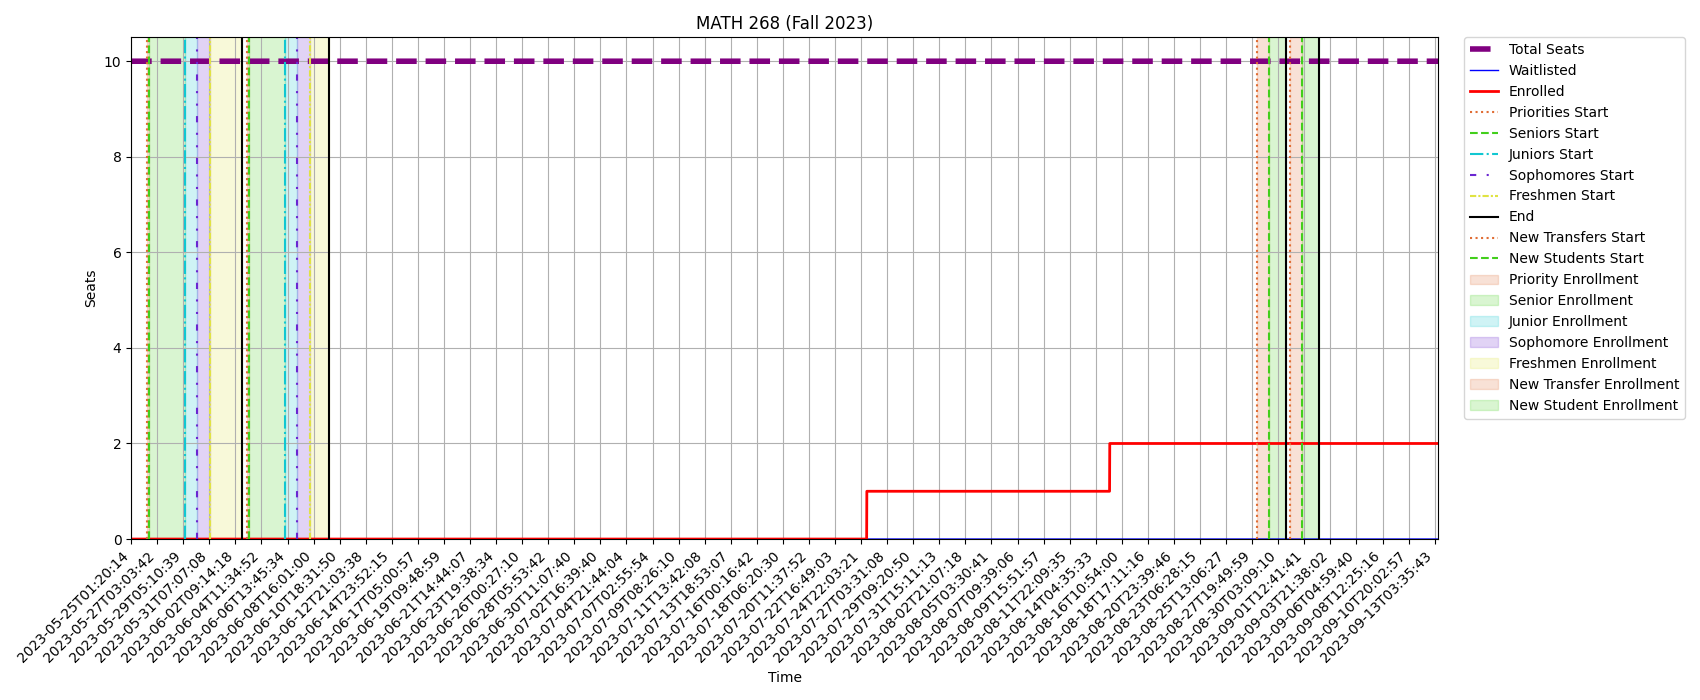 MATH 268 (Fall 2023)
Seats
10
8
6
4
2
0
2023-05-25T01:20:14
2023-05-27T03:03:42
2023-05-29T05:10:39
2023-05-31T07:07:08
2023-06-02T09:14:18
2023-06-04T11:34:52
2023-06-06T13:45:34
2023-06-08T16:01:00
2023-06-10T18:31:50
2023-06-12T21:03:38
2023-06-14T23:52:15
2023-06-17T05:00:57
2023-06-19T09:48:59
2023-06-21T14:44:07
2023-06-23T19:38:34
2023-06-26T00:27:10
2023-06-28T05:53:42
2023-06-30T11:07:40
2023-07-02T16:39:40
2023-07-04T21:44:04
2023-07-07T02:55:54
2023-07-09T08:26:10
2023-07-11T13:42:08
2023-07-13T18:53:07
2023-07-16T00:16:42
2023-07-18T06:20:30
2023-07-20T11:37:52
2023-07-22T16:49:03
2023-07-24T22:03:21
2023-07-27T03:31:08
2023-07-29T09:20:50
2023-07-31T15:11:13
2023-08-02T21:07:18
2023-08-05T03:30:41
2023-08-07T09:39:06
2023-08-09T15:51:57
2023-08-11T22:09:35
2023-08-14T04:35:33
2023-08-16T10:54:00
2023-08-18T17:11:16
2023-08-20T23:39:46
2023-08-23T06:28:15
2023-08-25T13:06:27
2023-08-27T19:49:59
2023-08-30T03:09:10
2023-09-01T12:41:41
2023-09-03T21:38:02
2023-09-06T04:59:40
2023-09-08T12:25:16
2023-09-10T20:02:57
2023-09-13T03:35:43
Time
Total Seats
Waitlisted
Enrolled
Priorities Start
Seniors Start
Juniors Start
Sophomores Start
Freshmen Start
End
New Transfers Start
New Students Start
Priority Enrollment
Senior Enrollment
Junior Enrollment
Sophomore Enrollment
Freshmen Enrollment
New Transfer Enrollment
New Student Enrollment